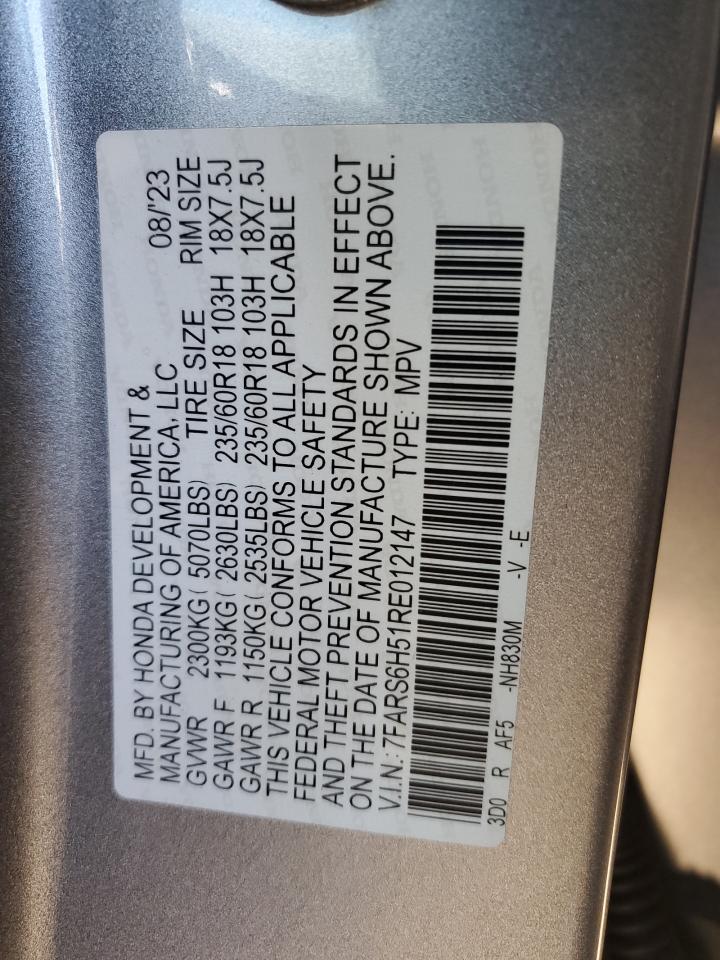 MFD. BY HONDA DEVELOPMENT &
MANUFACTURING OF AMERICA, LLC 08/'23
GVWR 2300KG( 5070LBS) TIRE SIZE RIM SIZE
GAWR F 1193KG( 2630LBS) 235/60R18 103H 18X7.5J
GAWR R 1150KG( 2535LBS) 235/60R18 103H 18X7.5J
THIS VEHICLE CONFORMS TO ALL APPLICABLE
FEDERAL MOTOR VEHICLE SAFETY
AND THEFT PREVENTION STANDARDS IN EFFECT
ON THE DATE OF MANUFACTURE SHOWN ABOVE.
V.I.N.: 7FARS6H51RE012147 TYPE: MPV
3D0 R AF5 -NH830M -V -E